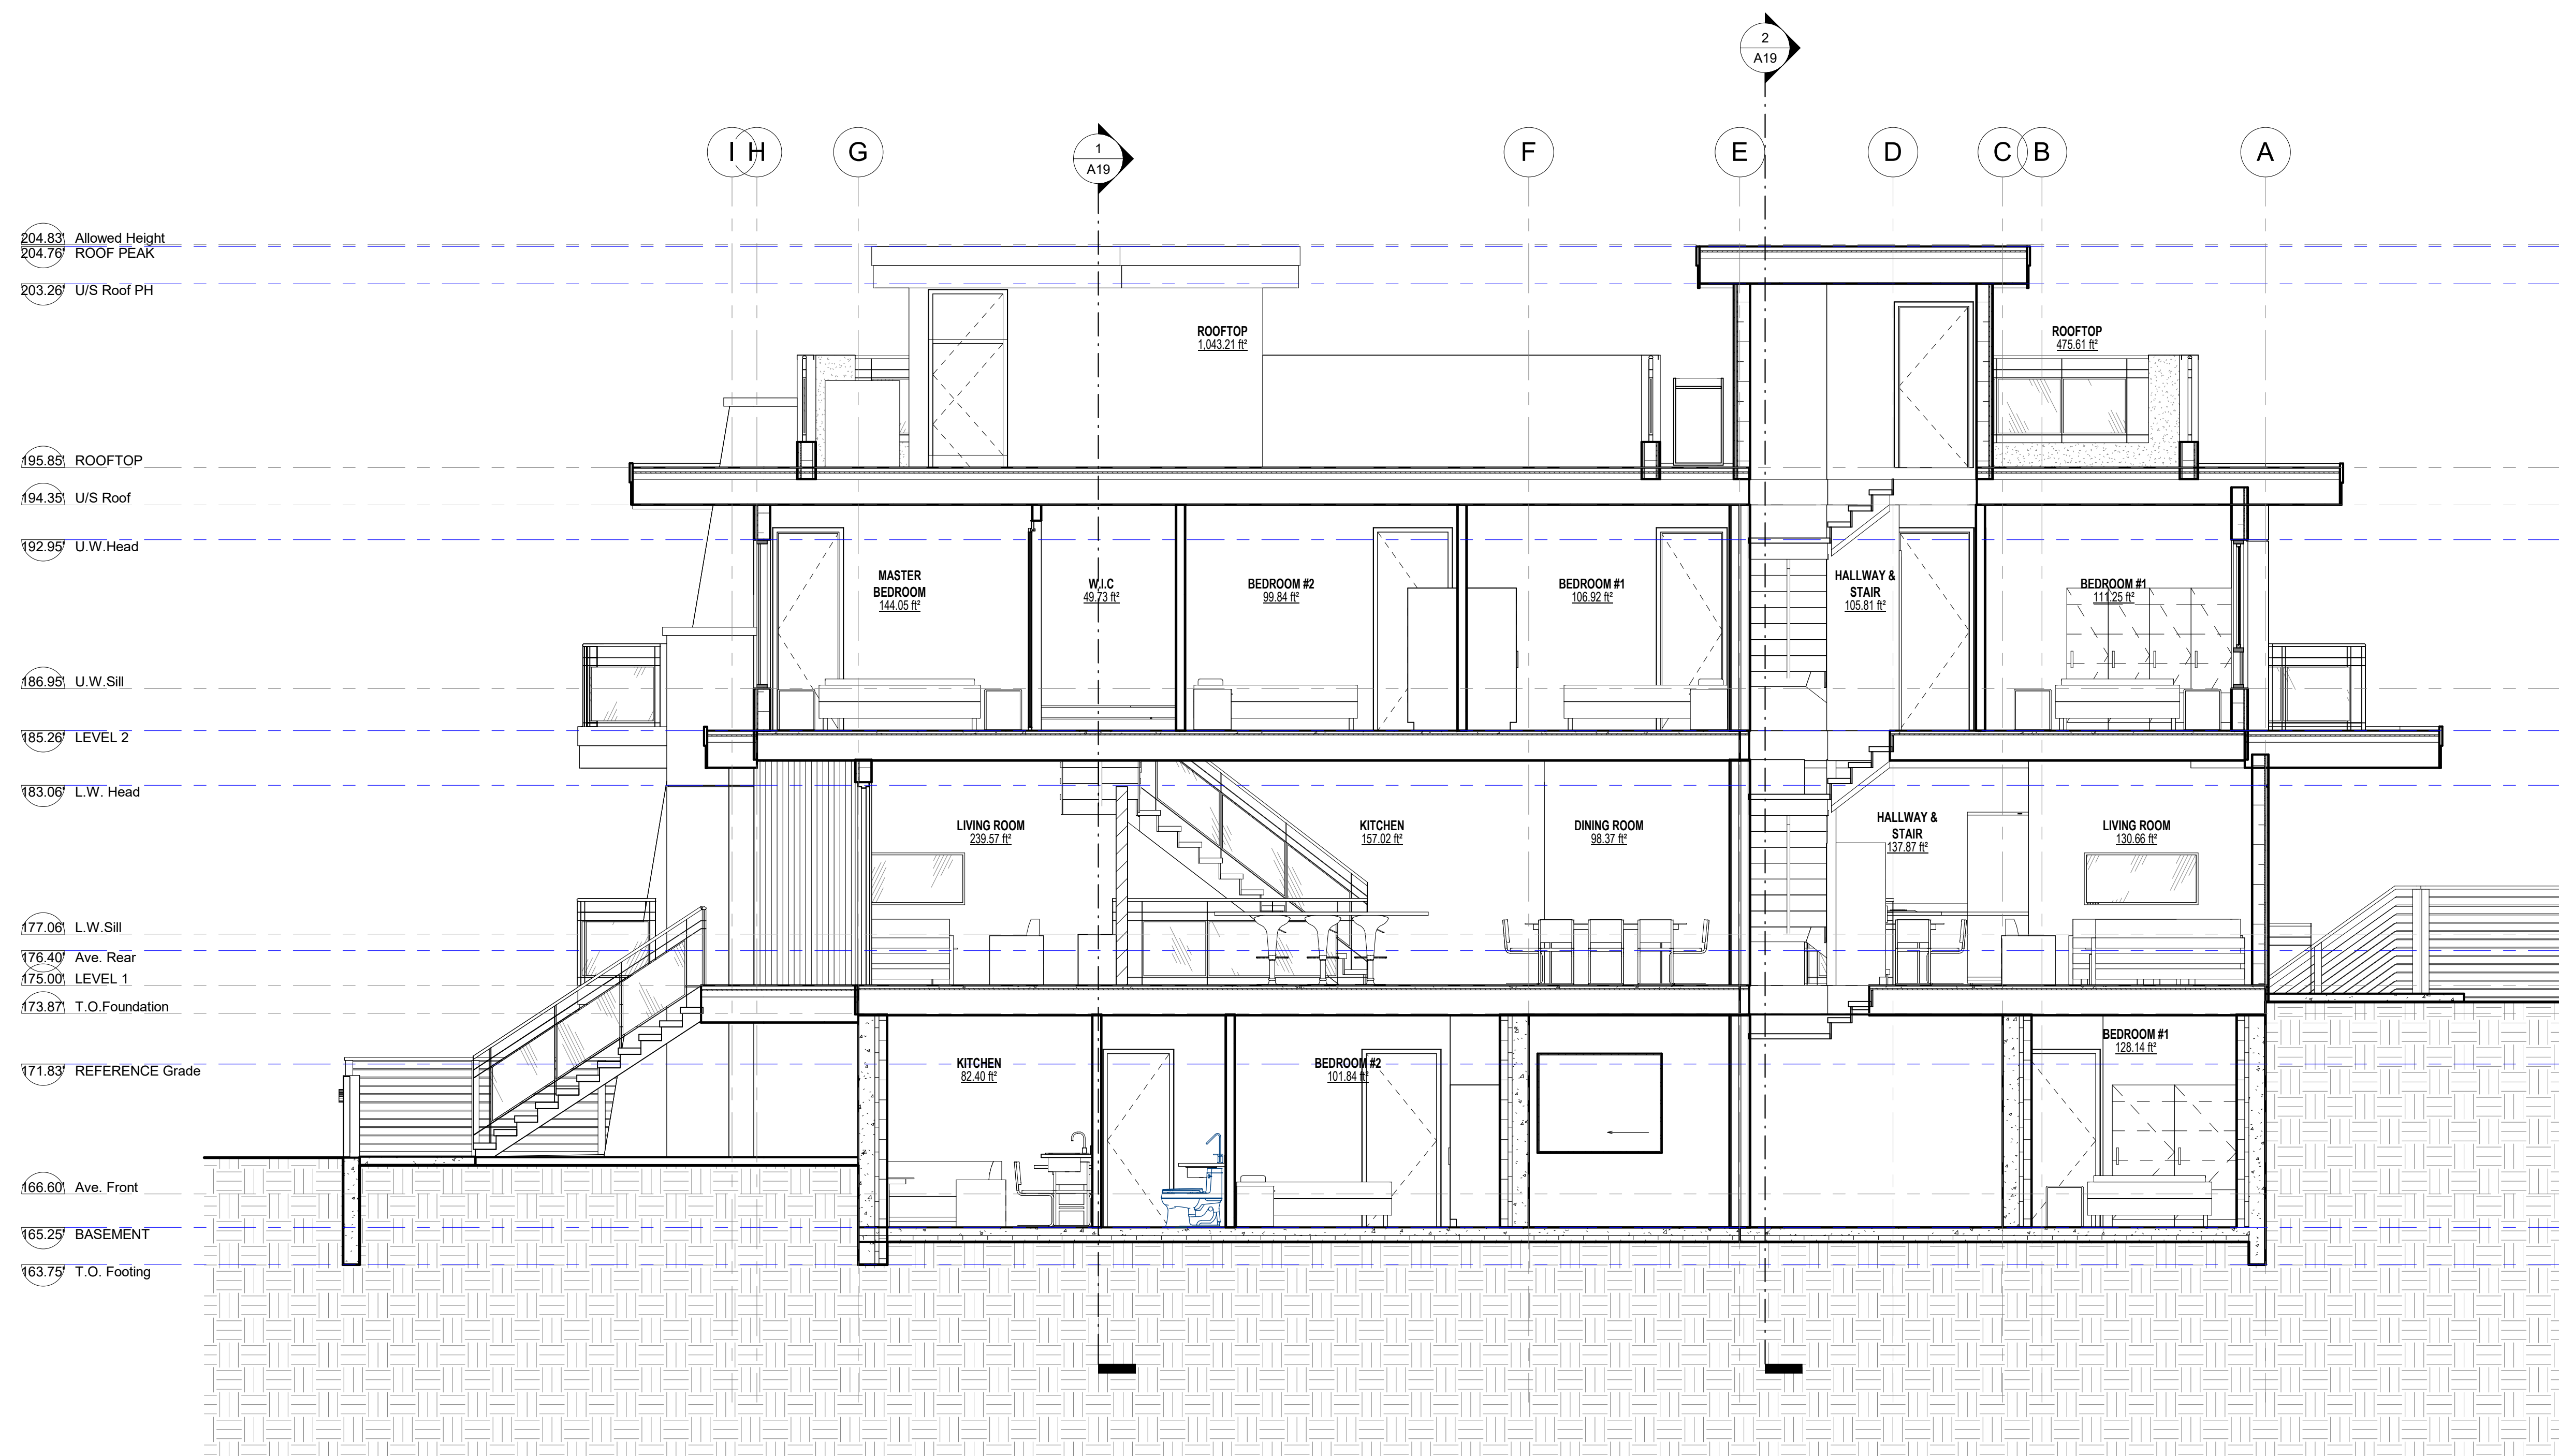 2
A19
1
A19
I
H
G
F
E
D
C
B
A
204.83' Allowed Height
204.76' ROOF PEAK
203.26' U/S Roof PH
195.85' ROOFTOP
194.35' U/S Roof
192.95' U.W.Head
186.95' U.W.Sill
185.26' LEVEL 2
183.06' L.W. Head
177.06' L.W.Sill
176.40' Ave. Rear
175.00' LEVEL 1
173.87' T.O.Foundation
171.83' REFERENCE Grade
166.60' Ave. Front
165.25' BASEMENT
163.75' T.O. Footing
ROOFTOP
1,043.21 ft²
ROOFTOP
475.61 ft²
MASTER
BEDROOM
144.05 ft²
W.I.C
49.73 ft²
BEDROOM #2
99.84 ft²
BEDROOM #1
106.92 ft²
HALLWAY &
STAIR
105.81 ft²
BEDROOM #1
111.25 ft²
LIVING ROOM
239.57 ft²
KITCHEN
157.02 ft²
DINING ROOM
98.37 ft²
HALLWAY &
STAIR
137.87 ft²
LIVING ROOM
130.66 ft²
KITCHEN
82.40 ft²
BEDROOM #2
101.84 ft²
BEDROOM #1
128.14 ft²